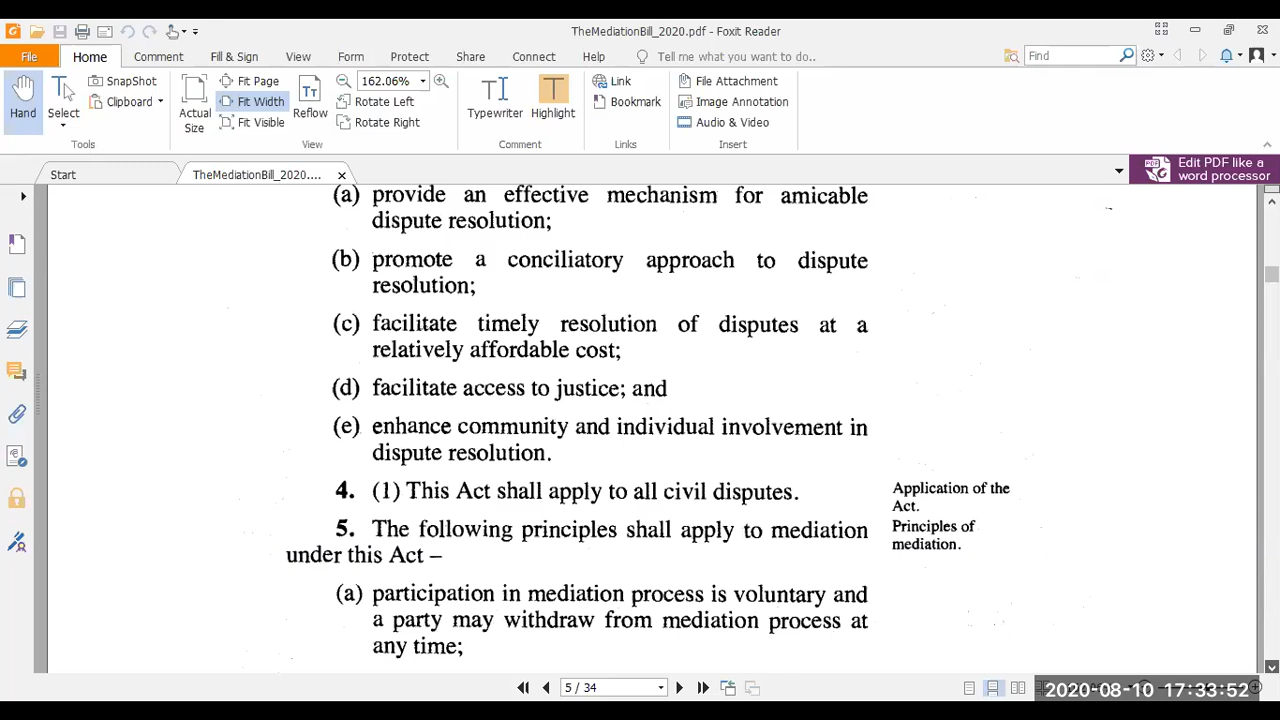 TheMediationBill_2020.pdf - Foxit Reader
File Home Comment Fill & Sign View Form Protect Share Connect Help Tell me what you want to do.. Find
Hand Select SnapShot Clipboard
Tools
Actual Size Fit Page Fit Width Fit Visible Reflow 162.06% Rotate Left Rotate Right
View
Typewriter Highlight
Comment
Link Bookmark
Links
File Attachment Image Annotation Audio & Video
Insert
Start TheMediationBill_2020....
Edit PDF like a
word processor
(a) provide an effective mechanism for amicable
dispute resolution;
(b) promote a conciliatory approach to dispute
resolution;
(c) facilitate timely resolution of disputes at a
relatively affordable cost;
(d) facilitate access to justice; and
(e) enhance community and individual involvement in
dispute resolution.
4. (1) This Act shall apply to all civil disputes.
Application of the
Act.
5. The following principles shall apply to mediation
under this Act –
Principles of
mediation.
(a) participation in mediation process is voluntary and
a party may withdraw from mediation process at
any time;
5 / 34
2020-08-10 17:33:52